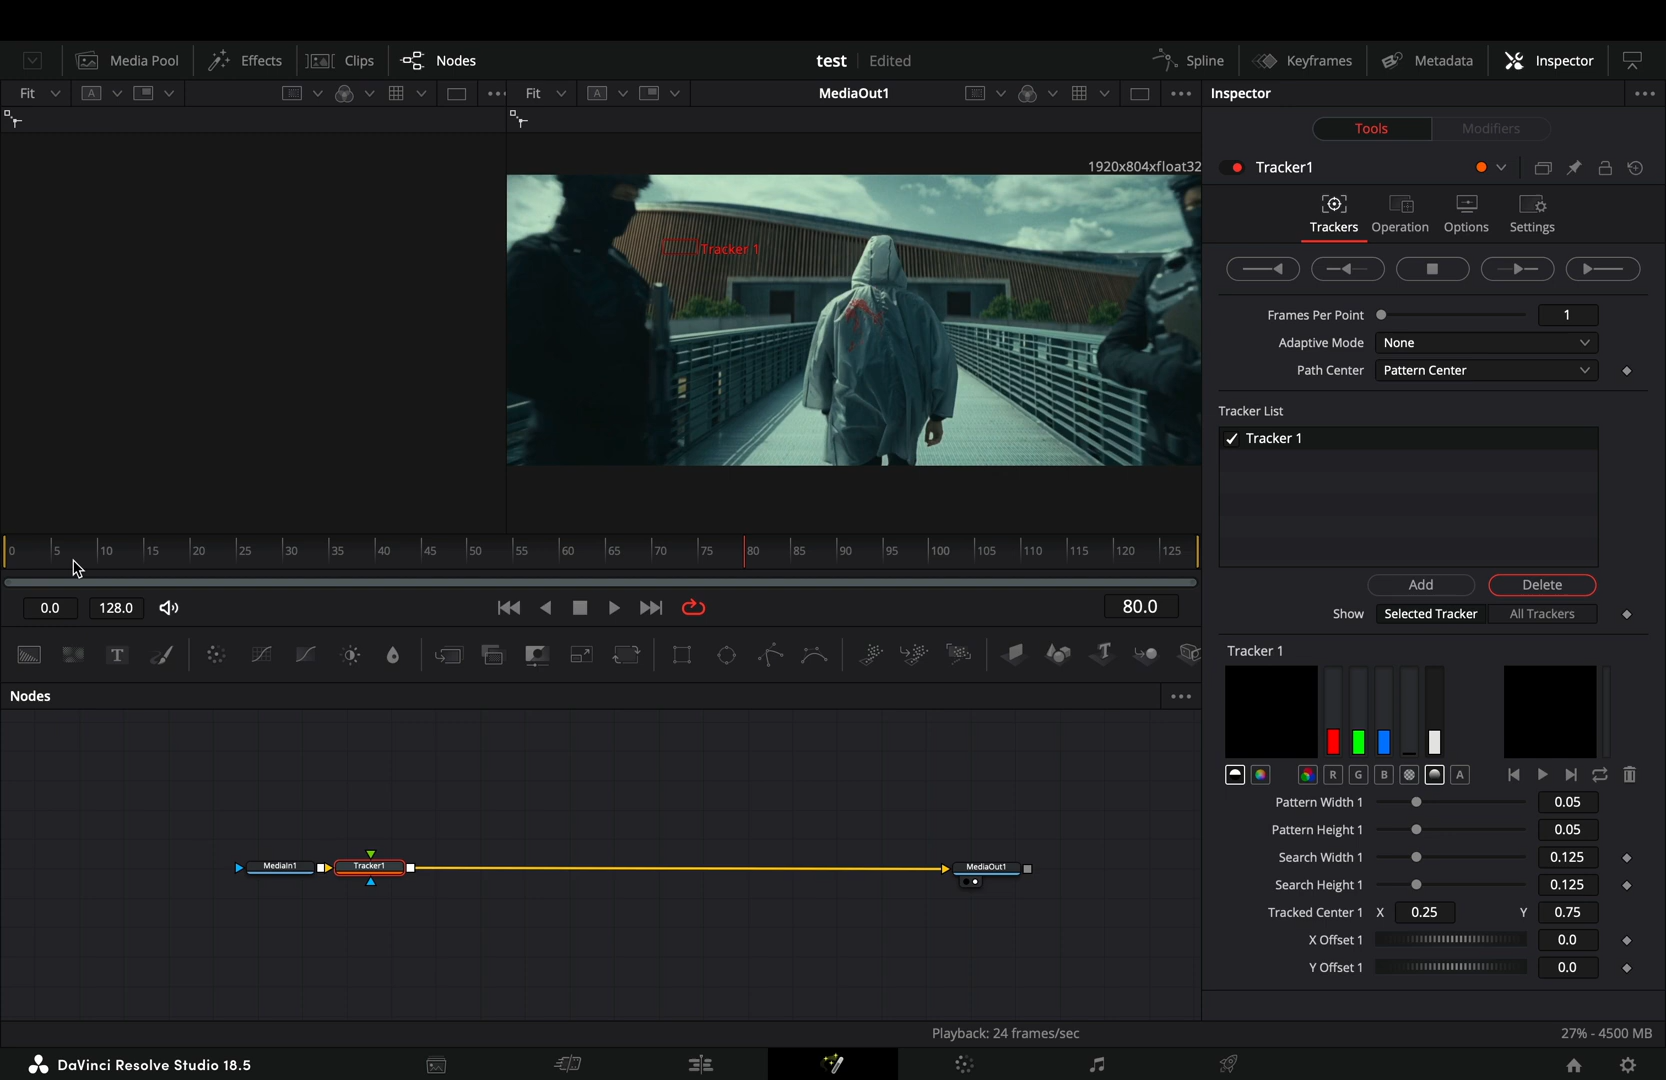 Media Pool Effects Clips Nodes test Edited Spline Keyframes Metadata Inspector
Fit A Fit A MediaOut1 Inspector
Tools Modifiers
1920x804xfloat32
Tracker1
Trackers Operation Options Settings
Tracker 1
Frames Per Point 1
Adaptive Mode None
Path Center Pattern Center
Tracker List
Tracker 1
0 5 10 15 20 25 30 35 40 45 50 55 60 65 70 75 80 85 90 95 100 105 110 115 120 125
Add Delete
0.0 128.0 80.0
Show Selected Tracker All Trackers
T T
Tracker 1
Nodes
R G B A
Pattern Width 1 0.05
Pattern Height 1 0.05
Search Width 1 0.125
MediaIn1 Tracker1 MediaOut1
Search Height 1 0.125
Tracked Center 1 X 0.25 Y 0.75
X Offset 1 0.0
Y Offset 1 0.0
Playback: 24 frames/sec 27% - 4500 MB
DaVinci Resolve Studio 18.5